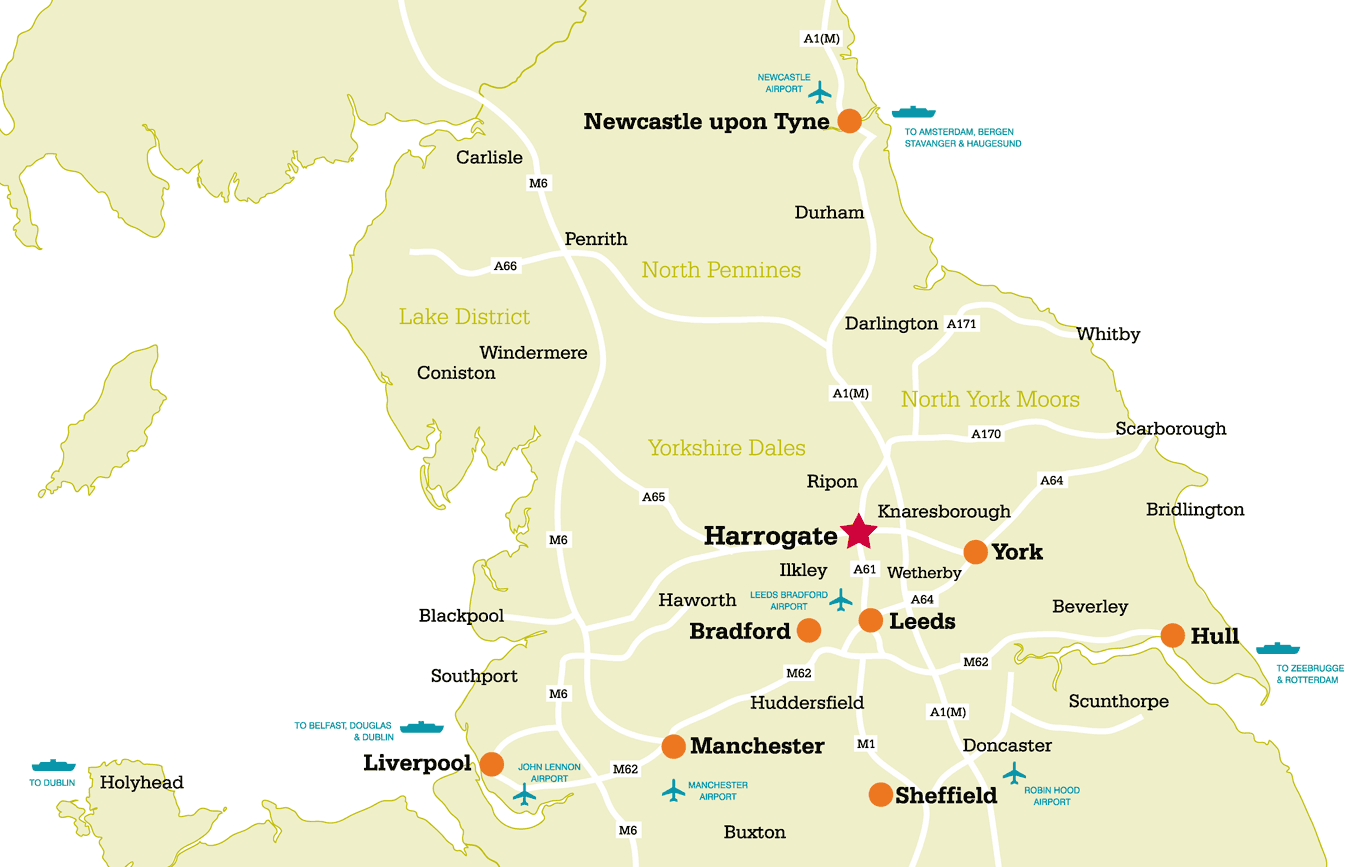 A1(M)
NEWCASTLE
AIRPORT
Newcastle upon Tyne
TO AMSTERDAM, BERGEN
STAVANGER & HAUGESUND
Carlisle
M6
Durham
Penrith
A66
North Pennines
Lake District
Darlington
A171
Whitby
Windermere
Coniston
A1(M)
North York Moors
Scarborough
A170
Yorkshire Dales
Ripon
A64
A65
Knaresborough
Bridlington
Harrogate
M6
York
Ilkley
A61
Wetherby
Haworth
LEEDS BRADFORD
AIRPORT
A64
Beverley
Blackpool
Bradford
Leeds
Hull
M62
M62
TO ZEEBRUGGE
& ROTTERDAM
Southport
M6
Huddersfield
Scunthorpe
A1(M)
TO BELFAST, DOUGLAS
& DUBLIN
Manchester
M1
Doncaster
Liverpool
JOHN LENNON
AIRPORT
M62
TO DUBLIN
Holyhead
MANCHESTER
AIRPORT
Sheffield
ROBIN HOOD
AIRPORT
M6
Buxton